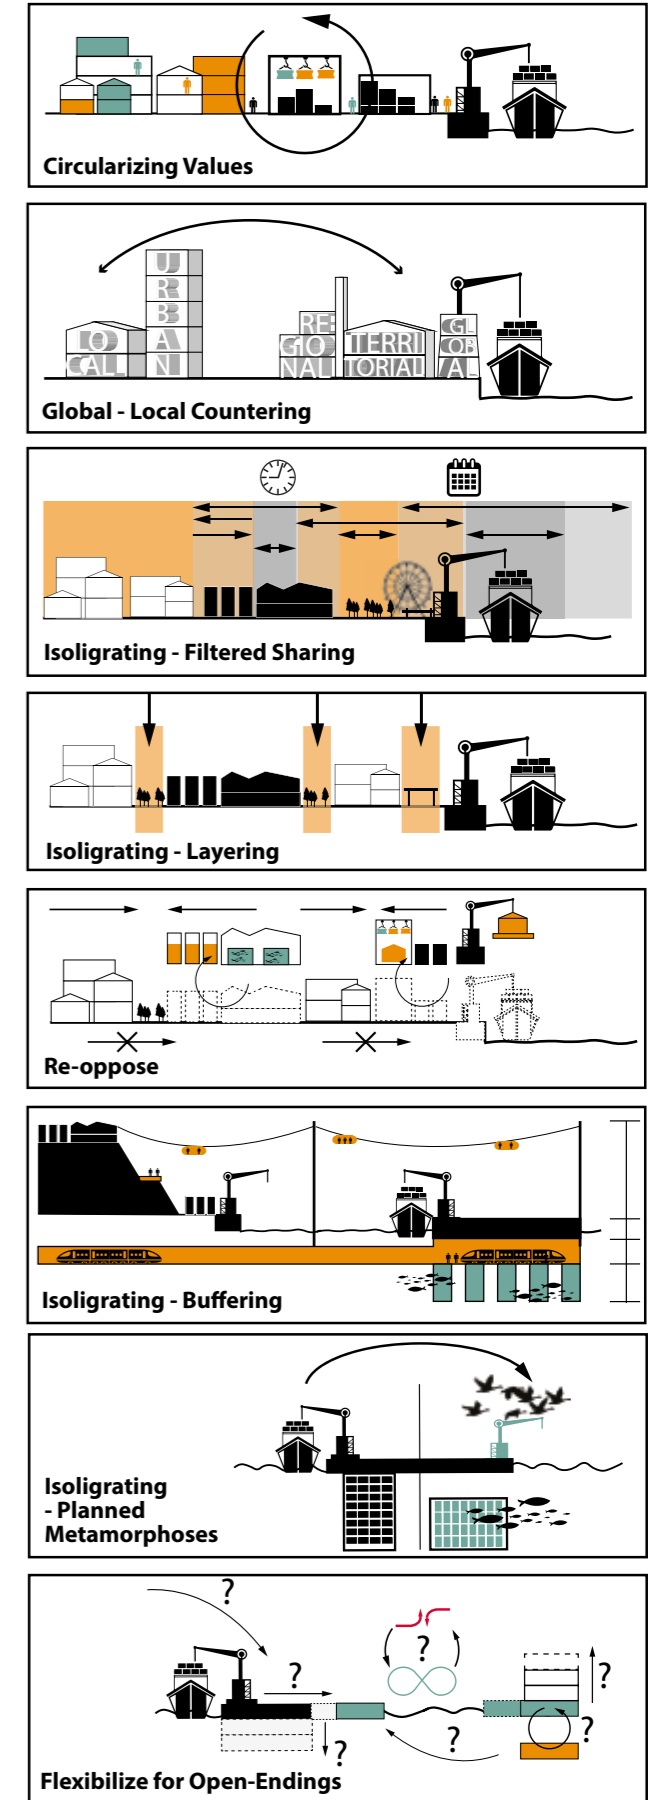 Circularizing Values
LO
CALL
U
R
B
A
N
RE-
GIO
NAL
TERRI
TORIAL
GL
OB
AL
Global - Local Countering
Isoligrating - Filtered Sharing
Isoligrating - Layering
Re-oppose
Isoligrating - Buffering
Isoligrating
- Planned
Metamorphoses
?
?
?
?
?
?
?
Flexibilize for Open-Endings